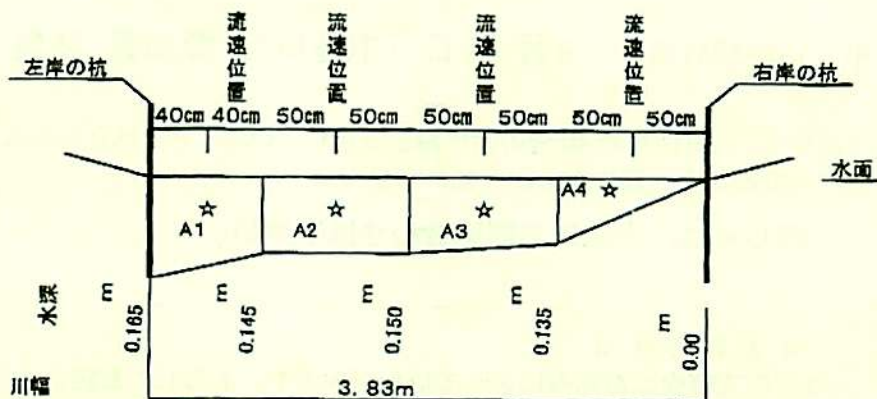 流速位置
流速位置
流速位置
流速位置
左岸の杭
右岸の杭
40cm 40cm 50cm 50cm 50cm 50cm 50cm 50cm
水面
A1 ☆
A2 ☆
A3 ☆
A4 ☆
水深
m
m
m
m
m
0.165
0.145
0.150
0.135
0.00
川幅
3.83m